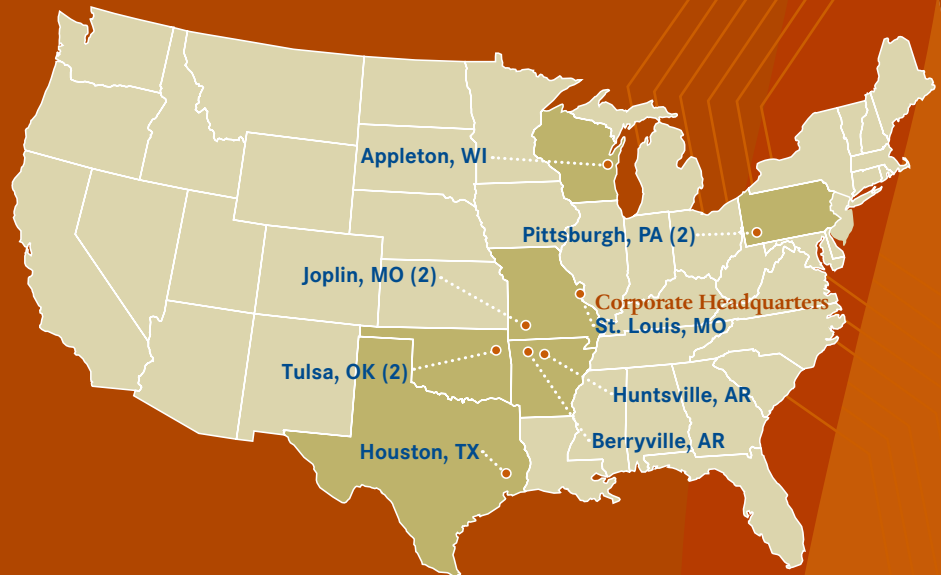 Appleton, WI
Pittsburgh, PA (2)
Joplin, MO (2)
Corporate Headquarters
St. Louis, MO
Tulsa, OK (2)
Huntsville, AR
Berryville, AR
Houston, TX